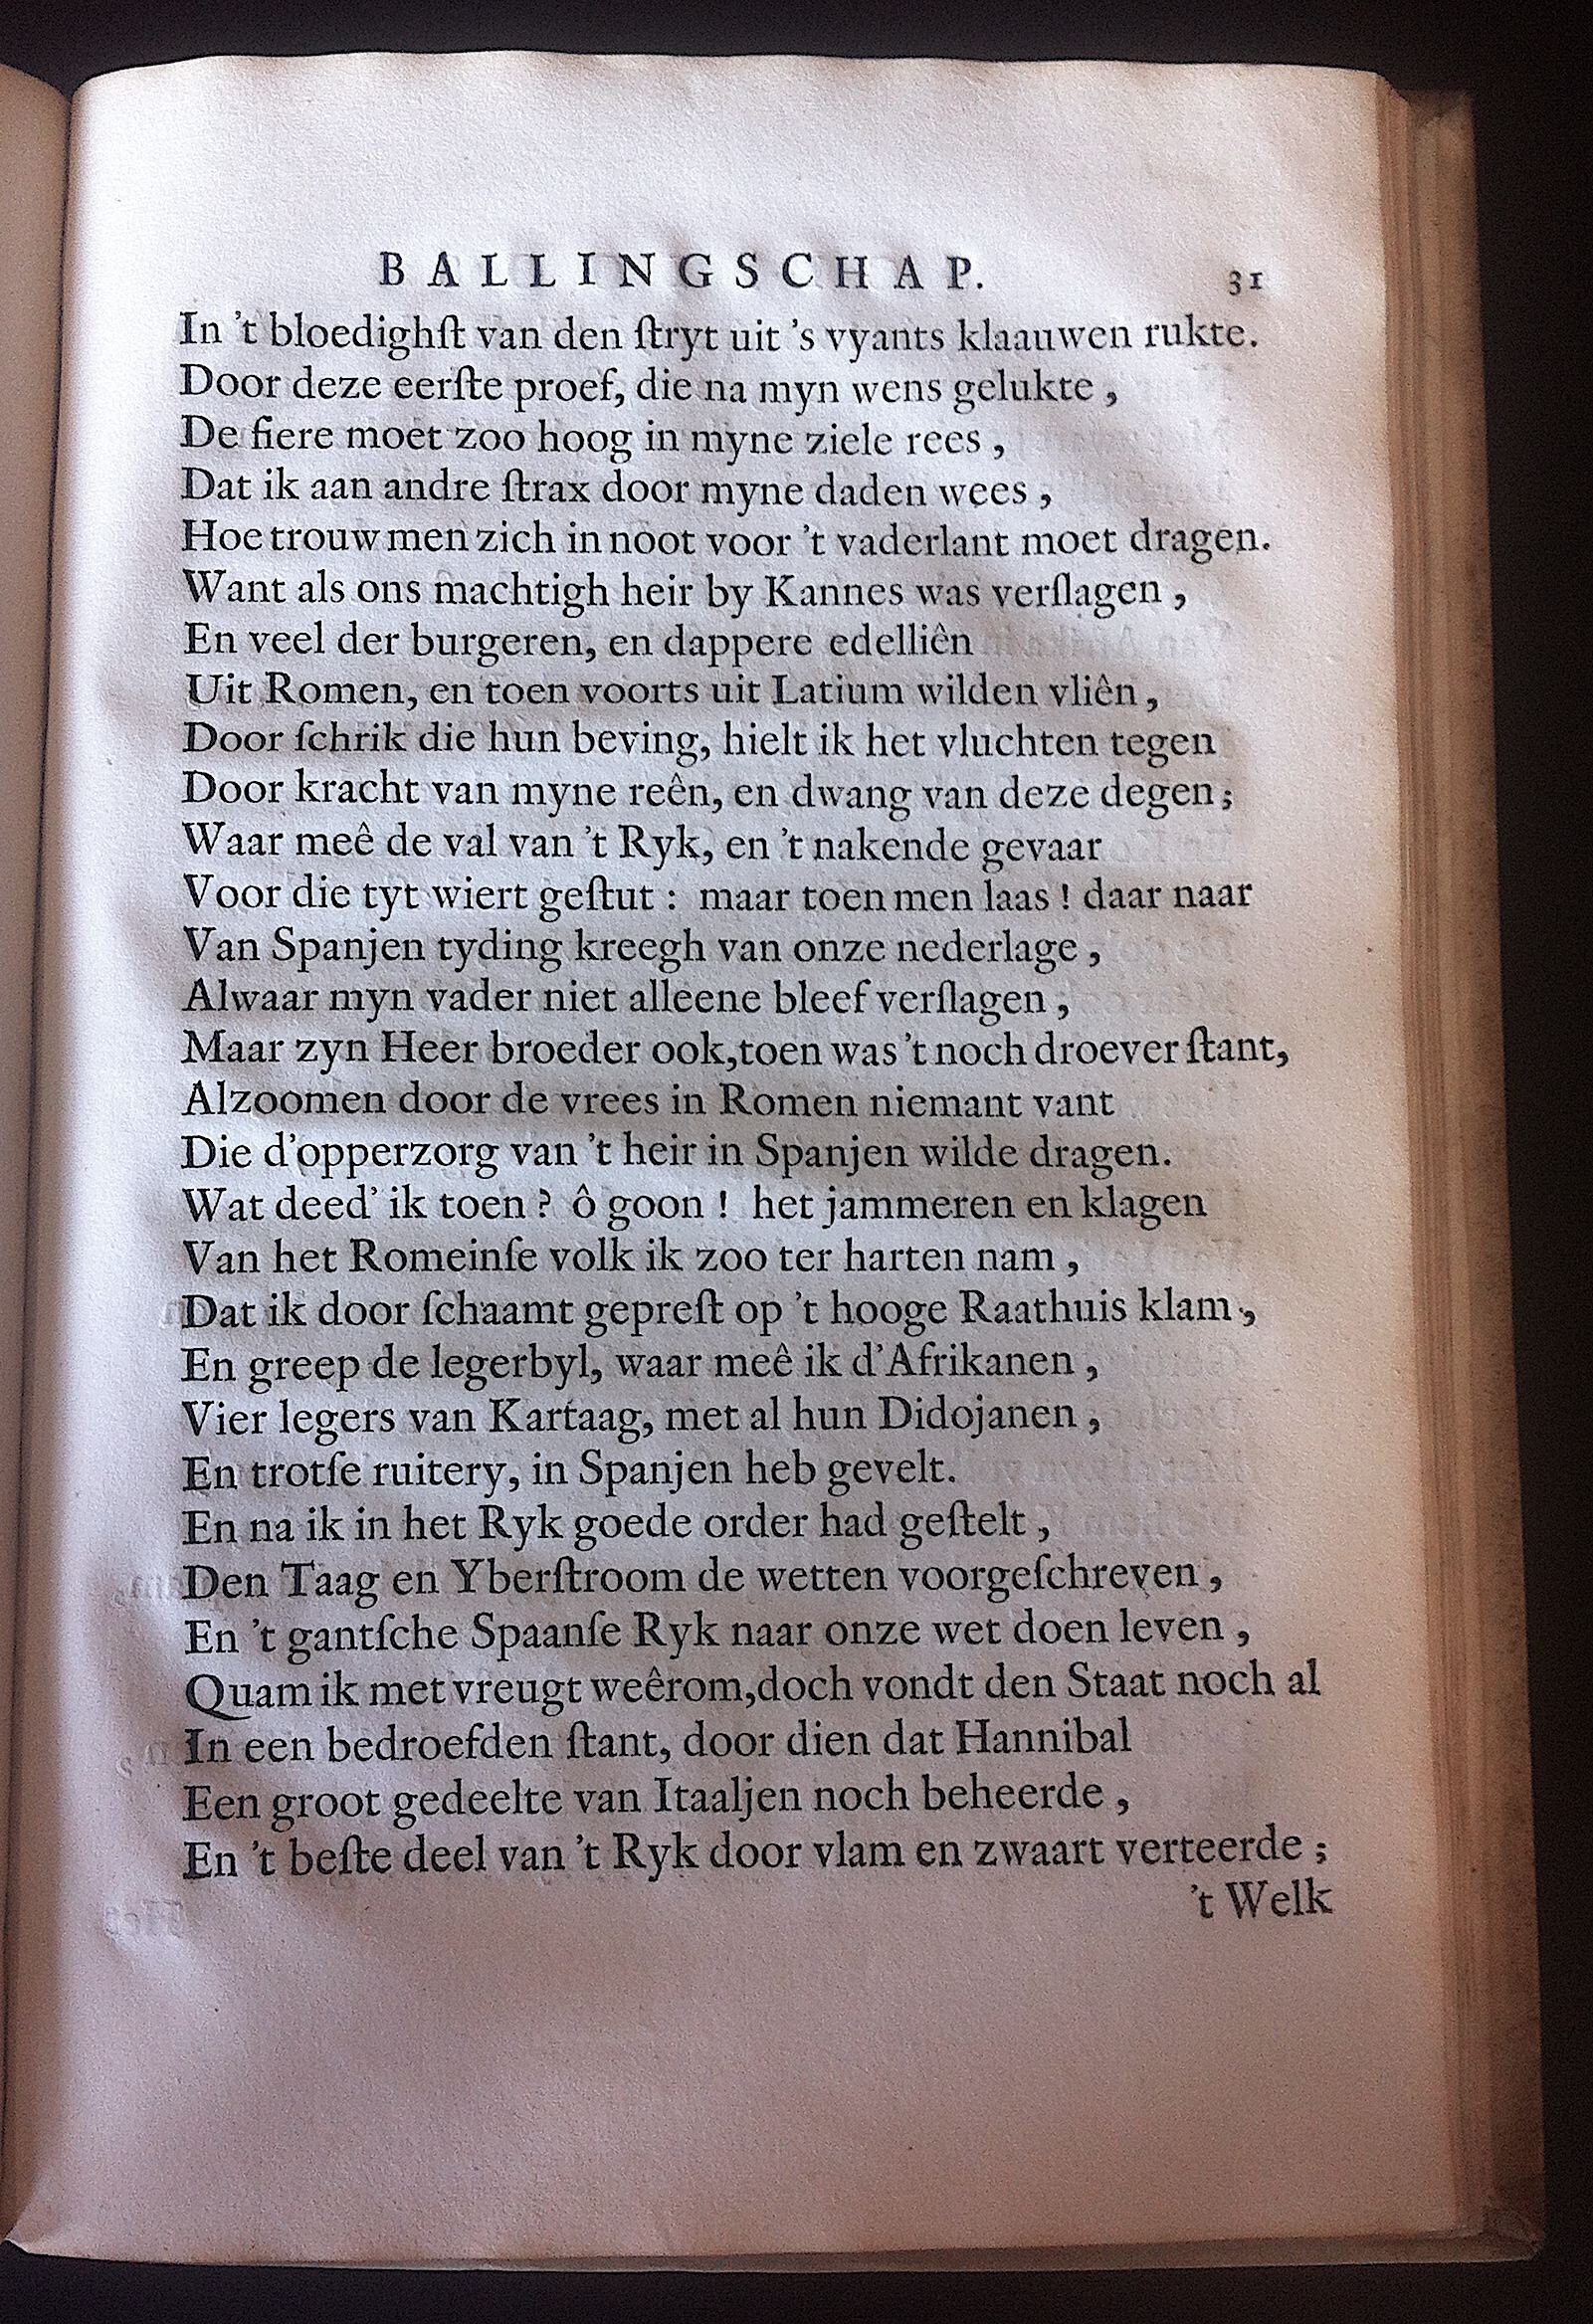 BALLINGSCHAP. 31
In 't bloedighſt van den ſtryt uit 's vyants klaauwen rukte.
Door deze eerſte proef, die na myn wens gelukte,
De fiere moet zoo hoog in myne ziele rees,
Dat ik aan andre ſtrax door myne daden wees,
Hoe trouw men zich in noot voor 't vaderlant moet dragen.
Want als ons machtigh heir by Kannes was verſlagen,
En veel der burgeren, en dappere edelliên
Uit Romen, en toen voorts uit Latium wilden vliên,
Door ſchrik die hun beving, hielt ik het vluchten tegen
Door kracht van myne reên, en dwang van deze degen;
Waar meê de val van 't Ryk, en 't nakende gevaar
Voor die tyt wiert geſtut: maar toen men laas! daar naar
Van Spanjen tyding kreegh van onze nederlage,
Alwaar myn vader niet alleene bleef verſlagen,
Maar zyn Heer broeder ook, toen was 't noch droever ſtant,
Alzoomen door de vrees in Romen niemant vant
Die d'opperzorg van 't heir in Spanjen wilde dragen.
Wat deed' ik toen? ô goon! het jammeren en klagen
Van het Romeinſe volk ik zoo ter harten nam,
Dat ik door ſchaamt gepreſt op 't hooge Raathuis klam,
En greep de legerbyl, waar meê ik d'Afrikanen,
Vier legers van Kartaag, met al hun Didojanen,
En trotſe ruitery, in Spanjen heb gevelt.
En na ik in het Ryk goede order had geſtelt,
Den Taag en Yberſtroom de wetten voorgeſchreven,
En 't gantſche Spaanſe Ryk naar onze wet doen leven,
Quam ik met vreugt weêrom, doch vondt den Staat noch al
In een bedroefden ſtant, door dien dat Hannibal
Een groot gedeelte van Itaaljen noch beheerde,
En 't beſte deel van 't Ryk door vlam en zwaart verteerde;
't Welk